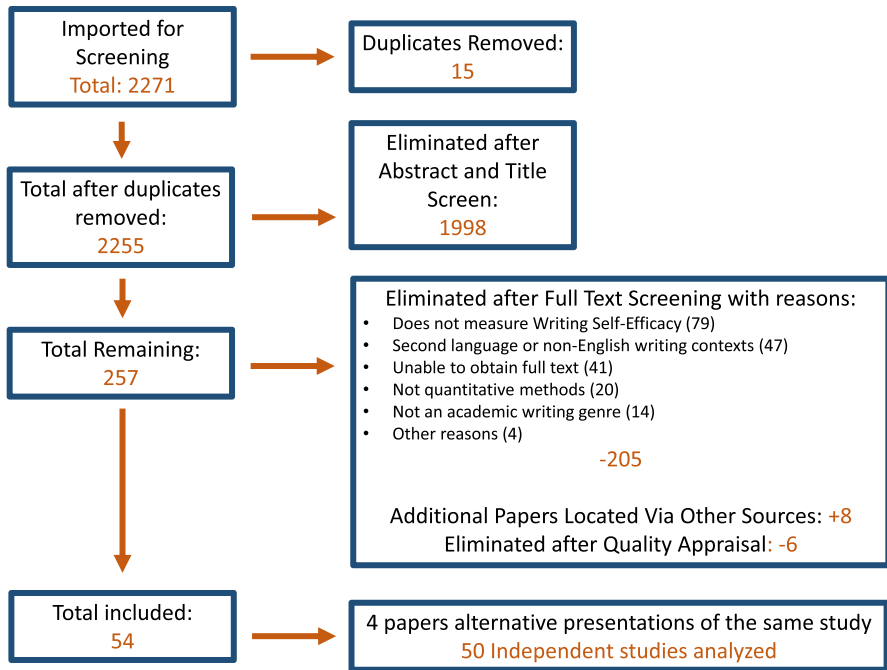 Imported for
Screening
Total: 2271
Duplicates Removed:
15
Total after duplicates
removed:
2255
Eliminated after
Abstract and Title
Screen:
1998
Total Remaining:
257
Eliminated after Full Text Screening with reasons:
• Does not measure Writing Self-Efficacy (79)
• Second language or non-English writing contexts (47)
• Unable to obtain full text (41)
• Not quantitative methods (20)
• Not an academic writing genre (14)
• Other reasons (4)
-205
Additional Papers Located Via Other Sources: +8
Eliminated after Quality Appraisal: -6
Total included:
54
4 papers alternative presentations of the same study
50 Independent studies analyzed